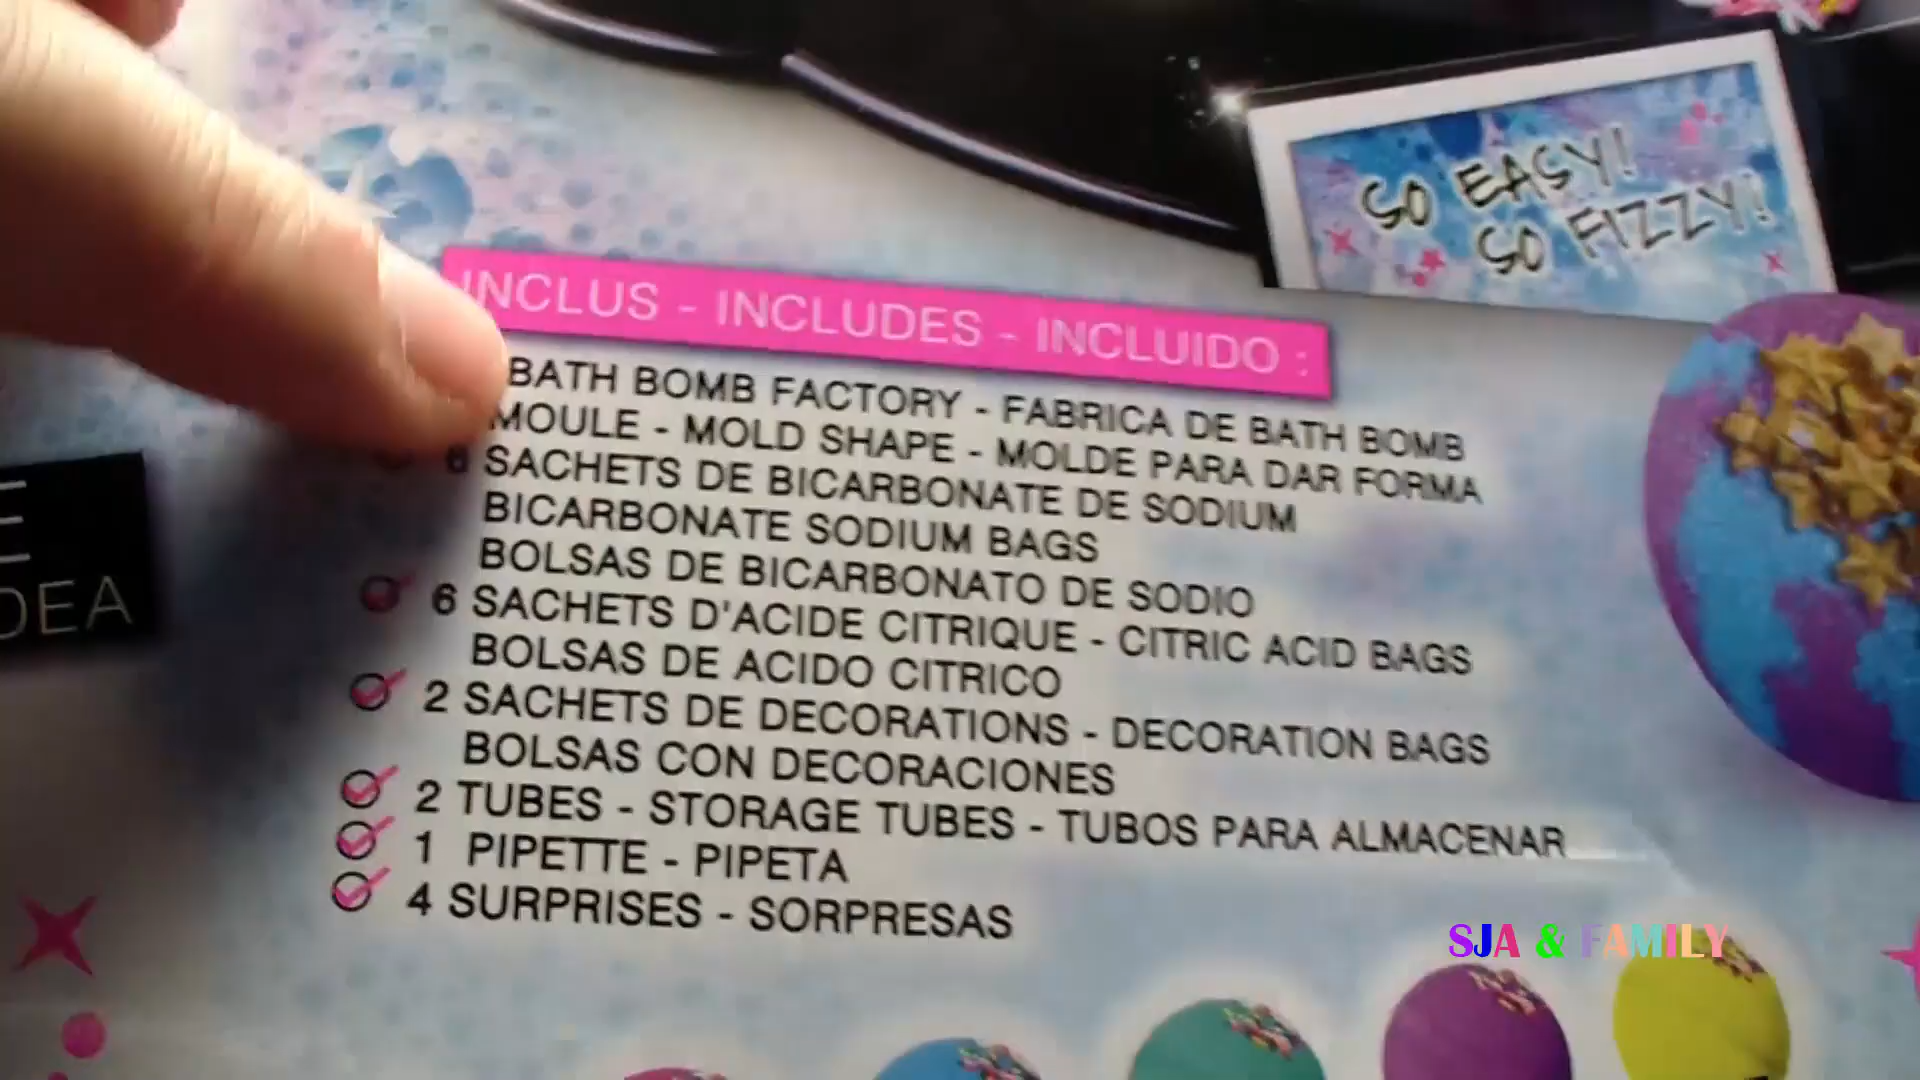 SO EASY!
SO FIZZY!
INCLUS - INCLUDES - INCLUIDO :
BATH BOMB FACTORY - FABRICA DE BATH BOMB
MOULE - MOLD SHAPE - MOLDE PARA DAR FORMA
6 SACHETS DE BICARBONATE DE SODIUM
BICARBONATE SODIUM BAGS
BOLSAS DE BICARBONATO DE SODIO
6 SACHETS D'ACIDE CITRIQUE - CITRIC ACID BAGS
BOLSAS DE ACIDO CITRICO
2 SACHETS DE DECORATIONS - DECORATION BAGS
BOLSAS CON DECORACIONES
2 TUBES - STORAGE TUBES - TUBOS PARA ALMACENAR
1 PIPETTE - PIPETA
4 SURPRISES - SORPRESAS
SJA & FAMILY